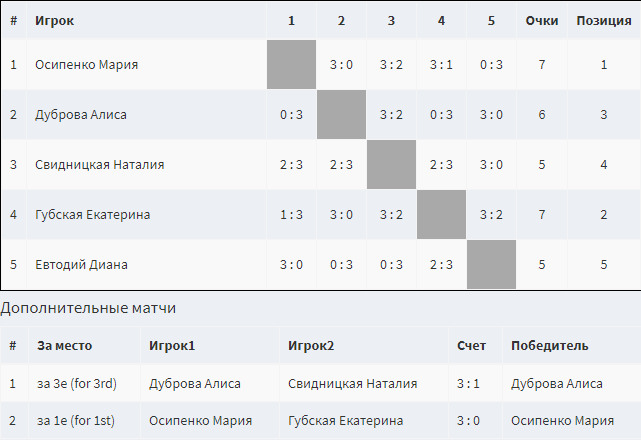 # Игрок 1 2 3 4 5 Очки Позиция
1 Осипенко Мария 3:0 3:2 3:1 0:3 7 1
2 Дуброва Алиса 0:3 3:2 0:3 3:0 6 3
3 Свидницкая Наталия 2:3 2:3 2:3 3:0 5 4
4 Губская Екатерина 1:3 3:0 3:2 3:2 7 2
5 Евтодий Диана 3:0 0:3 0:3 2:3 5 5
Дополнительные матчи
# За место Игрок1 Игрок2 Счет Победитель
1 за 3е (for 3rd) Дуброва Алиса Свидницкая Наталия 3:1 Дуброва Алиса
2 за 1е (for 1st) Осипенко Мария Губская Екатерина 3:0 Осипенко Мария